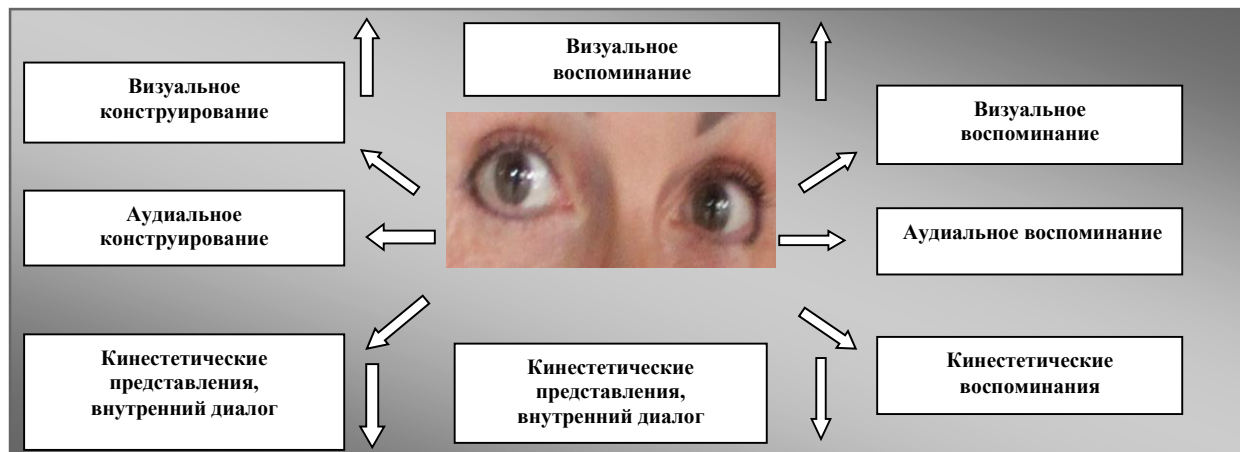 Визуальное
воспоминание
Визуальное
конструирование
Визуальное
воспоминание
Аудиальное
конструирование
Аудиальное воспоминание
Кинестетические
представления,
внутренний диалог
Кинестетические
представления,
внутренний диалог
Кинестетические
воспоминания